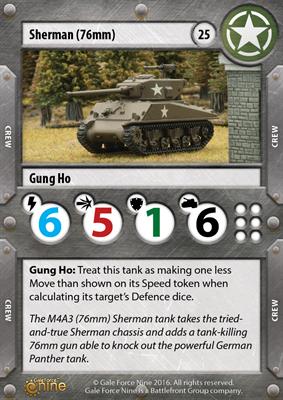 Sherman (76mm)
25
Gung Ho
6 5 1 6
CREW
CREW
CREW
CREW
Gung Ho: Treat this tank as making one less
Move than shown on its Speed token when
calculating its target's Defence dice.
The M4A3 (76mm) Sherman tank takes the tried-
and-true Sherman chassis and adds a tank-killing
76mm gun able to knock out the powerful German
Panther tank.
Gale Force
nine
© Gale Force Nine 2016. All rights reserved.
Gale Force Nine is a Battlefront Group company.